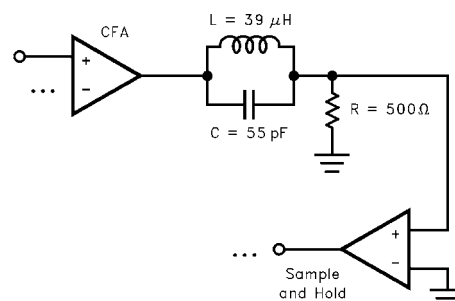 L = 39 μH
CFA
+
...
−
C = 55 pF
R = 500Ω
+
...
−
Sample
and Hold